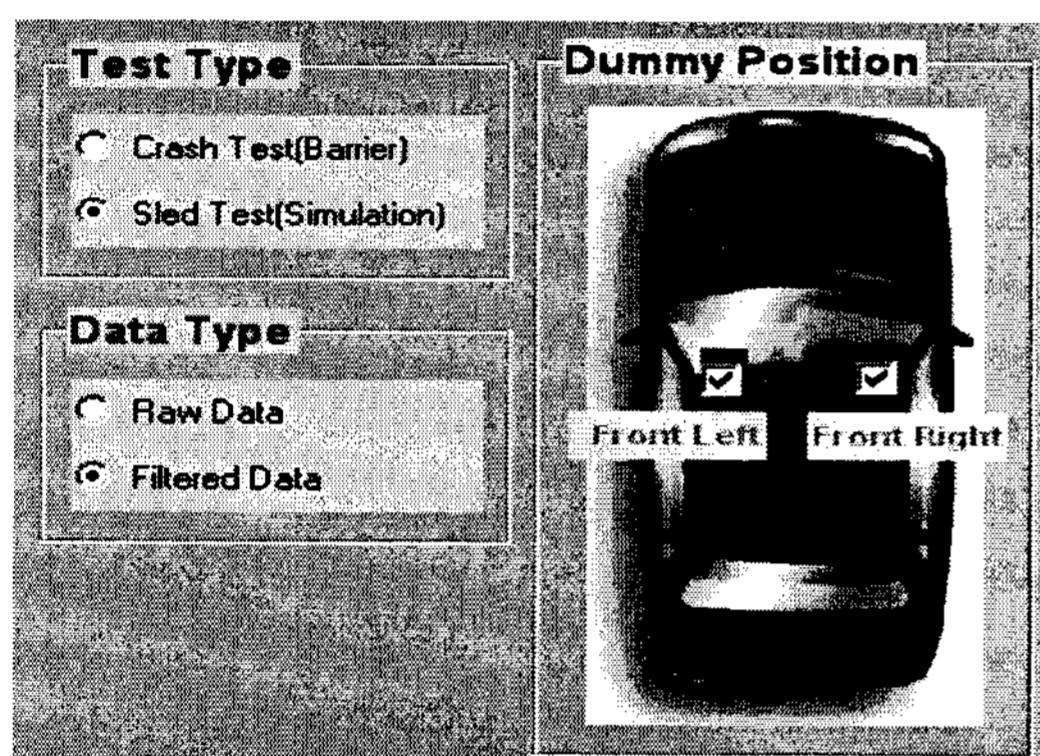 Test Type
Crash Test(Barrier)
Sled Test(Simulation)
Data Type
Raw Data
Filtered Data
Dummy Position
Front Left
Front Right